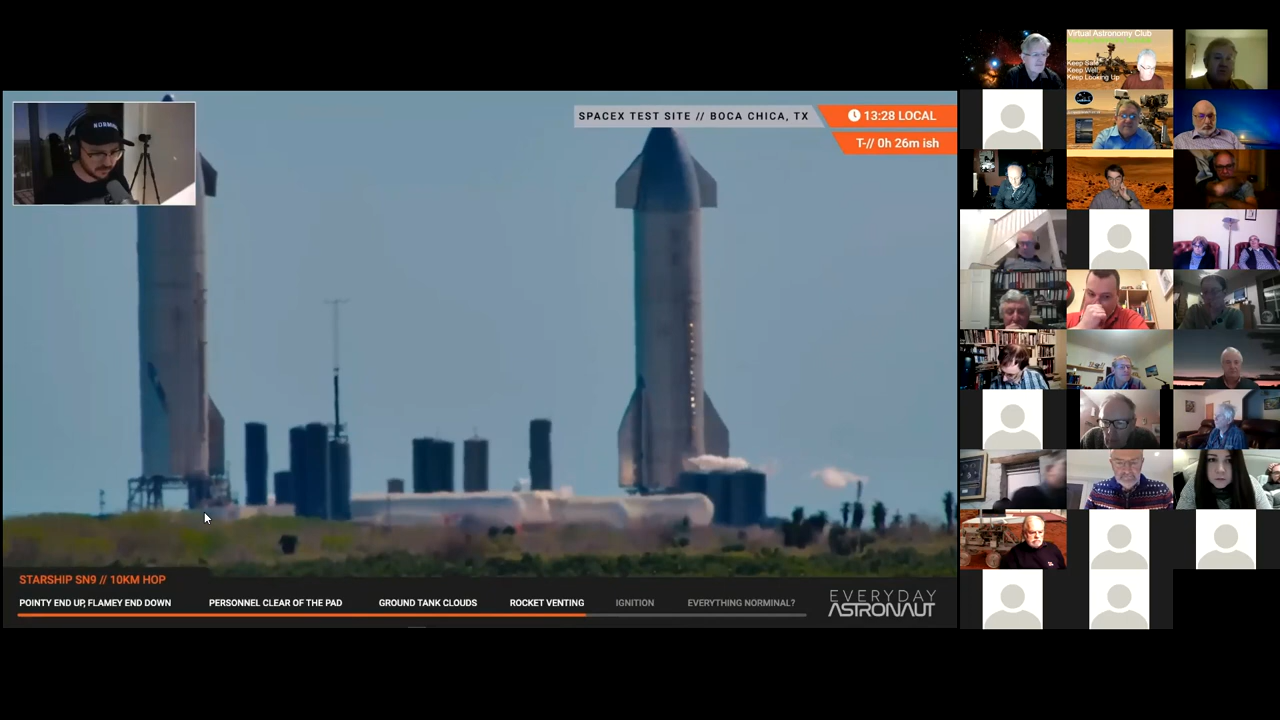 SPACEX TEST SITE // BOCA CHICA, TX
13:28 LOCAL
T-// 0h 26m ish
NORMIN
STARSHIP SN9 // 10KM HOP
POINTY END UP, FLAMEY END DOWN
PERSONNEL CLEAR OF THE PAD
GROUND TANK CLOUDS
ROCKET VENTING
IGNITION
EVERYTHING NORMINAL?
EVERYDAY
ASTRONAUT
Virtual Astronomy Club
Keep Safe
Keep Well
Keep Looking Up